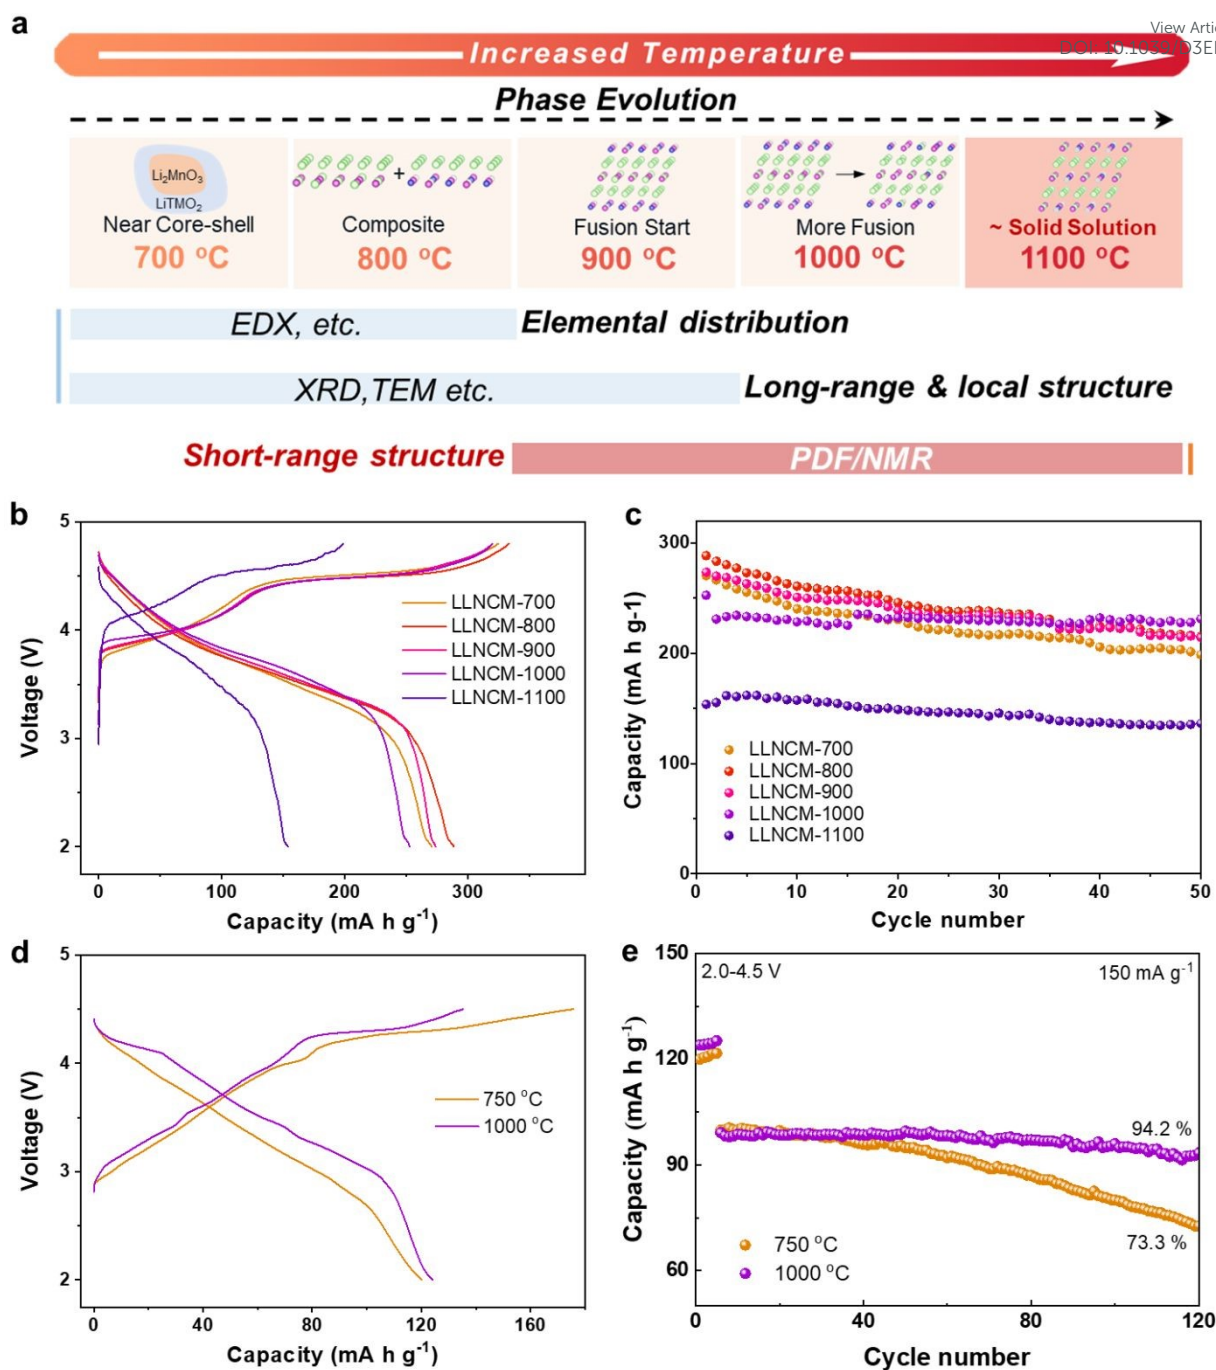 a
View Artic
Increased Temperature
Phase Evolution
Li₂MnO₃
LiTMO₂
+
Near Core-shell
Composite
Fusion Start
More Fusion
~ Solid Solution
700 °C
800 °C
900 °C
1000 °C
1100 °C
EDX, etc.
Elemental distribution
XRD,TEM etc.
Long-range & local structure
Short-range structure
PDF/NMR
b
Voltage (V)
5
4
3
2
LLNCM-700
LLNCM-800
LLNCM-900
LLNCM-1000
LLNCM-1100
0
100
200
300
Capacity (mA h g⁻¹)
c
Capacity (mA h g-1)
300
200
100
0
LLNCM-700
LLNCM-800
LLNCM-900
LLNCM-1000
LLNCM-1100
0
10
20
30
40
50
Cycle number
d
Voltage (V)
5
4
3
2
750 °C
1000 °C
0
40
80
120
160
Capacity (mA h g⁻¹)
e
Capacity (mA h g⁻¹)
150
120
90
60
2.0-4.5 V
150 mA g⁻¹
94.2 %
73.3 %
750 °C
1000 °C
0
40
80
120
Cycle number